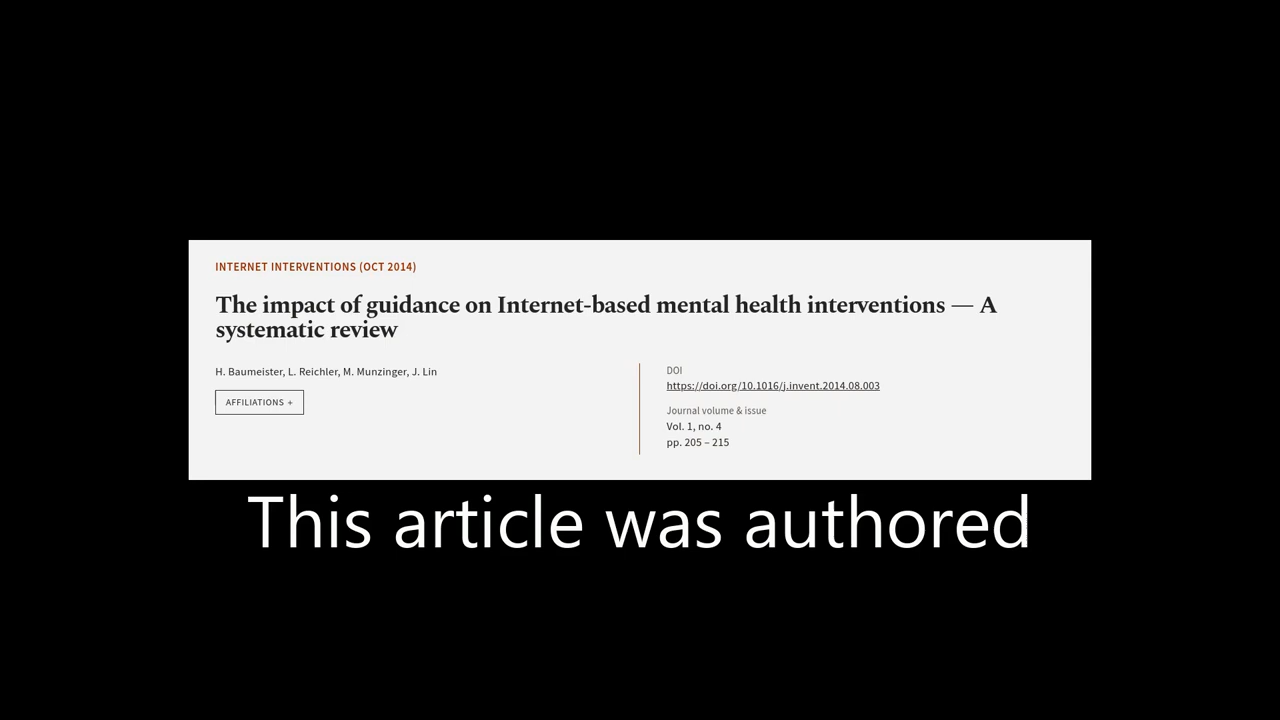 INTERNET INTERVENTIONS (OCT 2014)
The impact of guidance on Internet-based mental health interventions — A
systematic review
H. Baumeister, L. Reichler, M. Munzinger, J. Lin
AFFILIATIONS +
DOI
https://doi.org/10.1016/j.invent.2014.08.003
Journal volume & issue
Vol. 1, no. 4
pp. 205 – 215
This article was authored